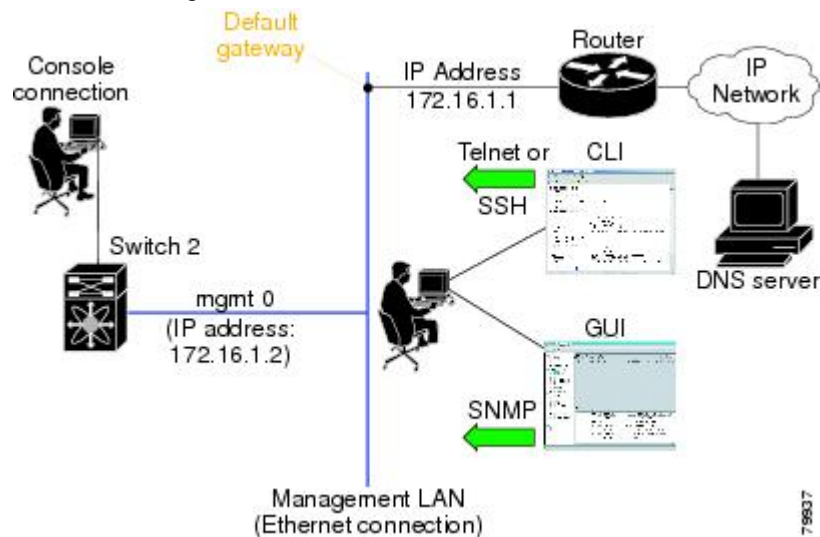 Default
gateway
Router
Console
connection
IP Address
172.16.1.1
IP
Network
Telnet or
CLI
SSH
Switch 2
DNS server
mgmt 0
(IP address:
172.16.1.2)
GUI
SNMP
Management LAN
(Ethernet connection)
79937